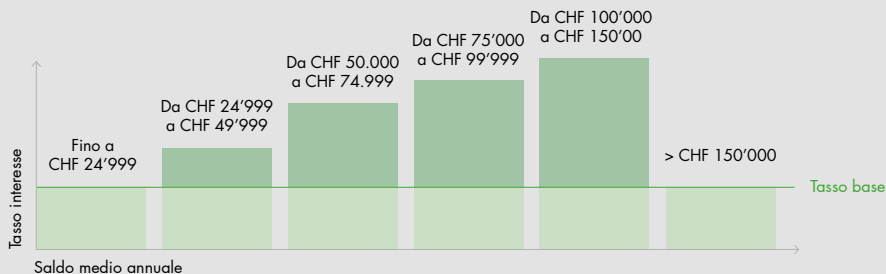 Da CHF 100’000
a CHF 150’00
Da CHF 75’000
a CHF 99’999
Da CHF 50.000
a CHF 74.999
Da CHF 24’999
a CHF 49’999
Fino a
CHF 24’999
> CHF 150’000
Tasso interesse
Tasso base
Saldo medio annuale